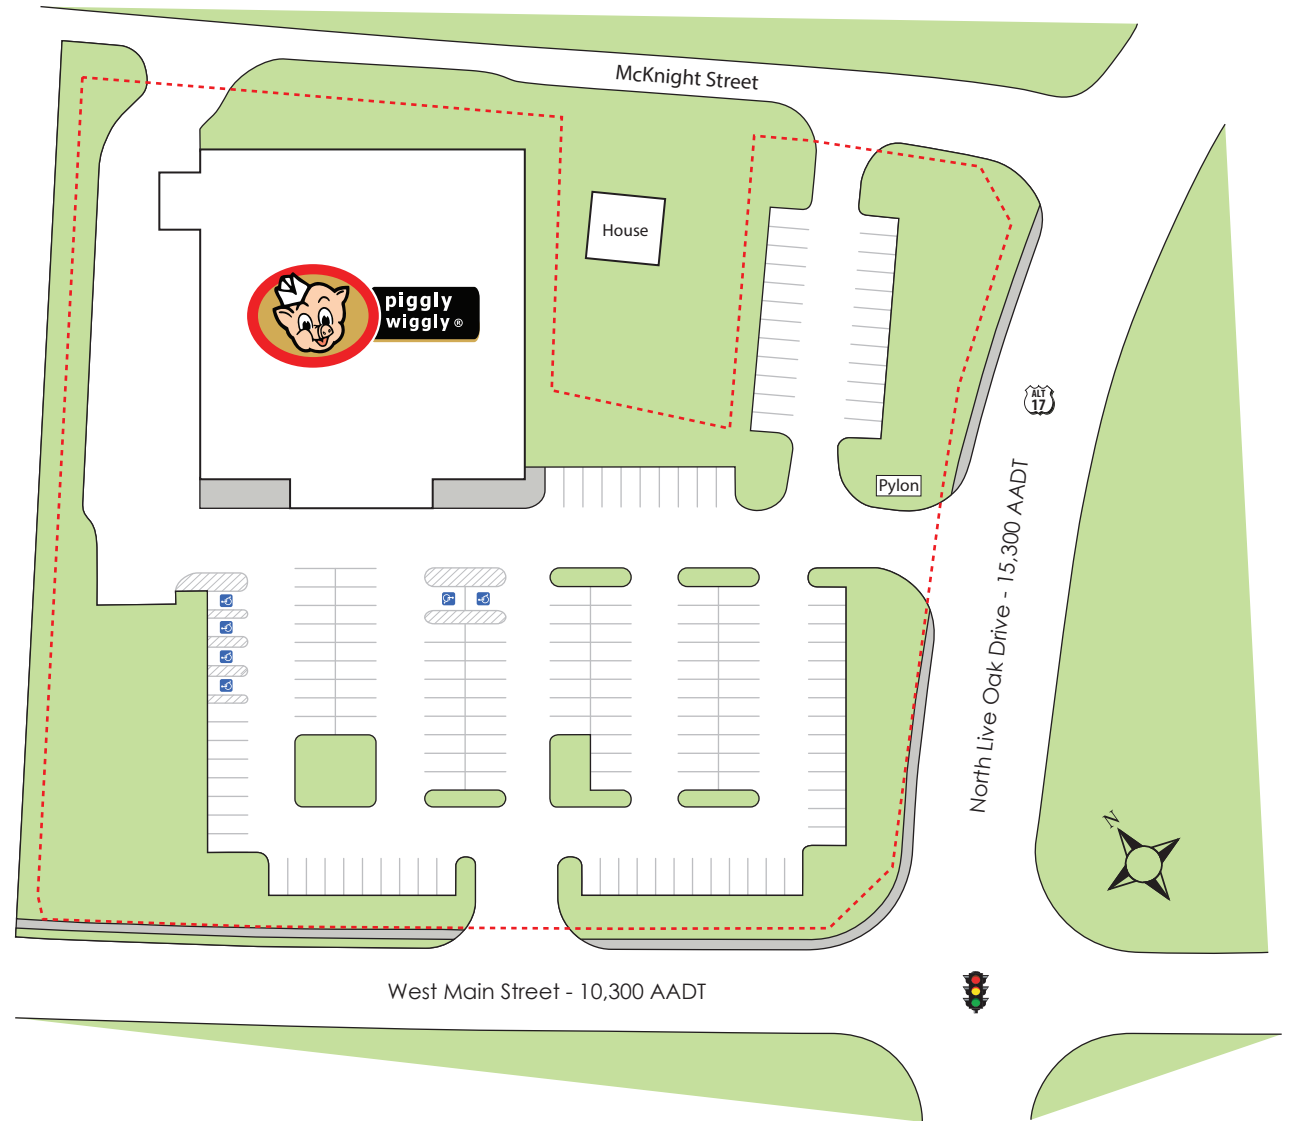 McKnight Street
House
piggly
wiggly ®
ALT
17
Pylon
North Live Oak Drive - 15,300 AADT
N
West Main Street - 10,300 AADT